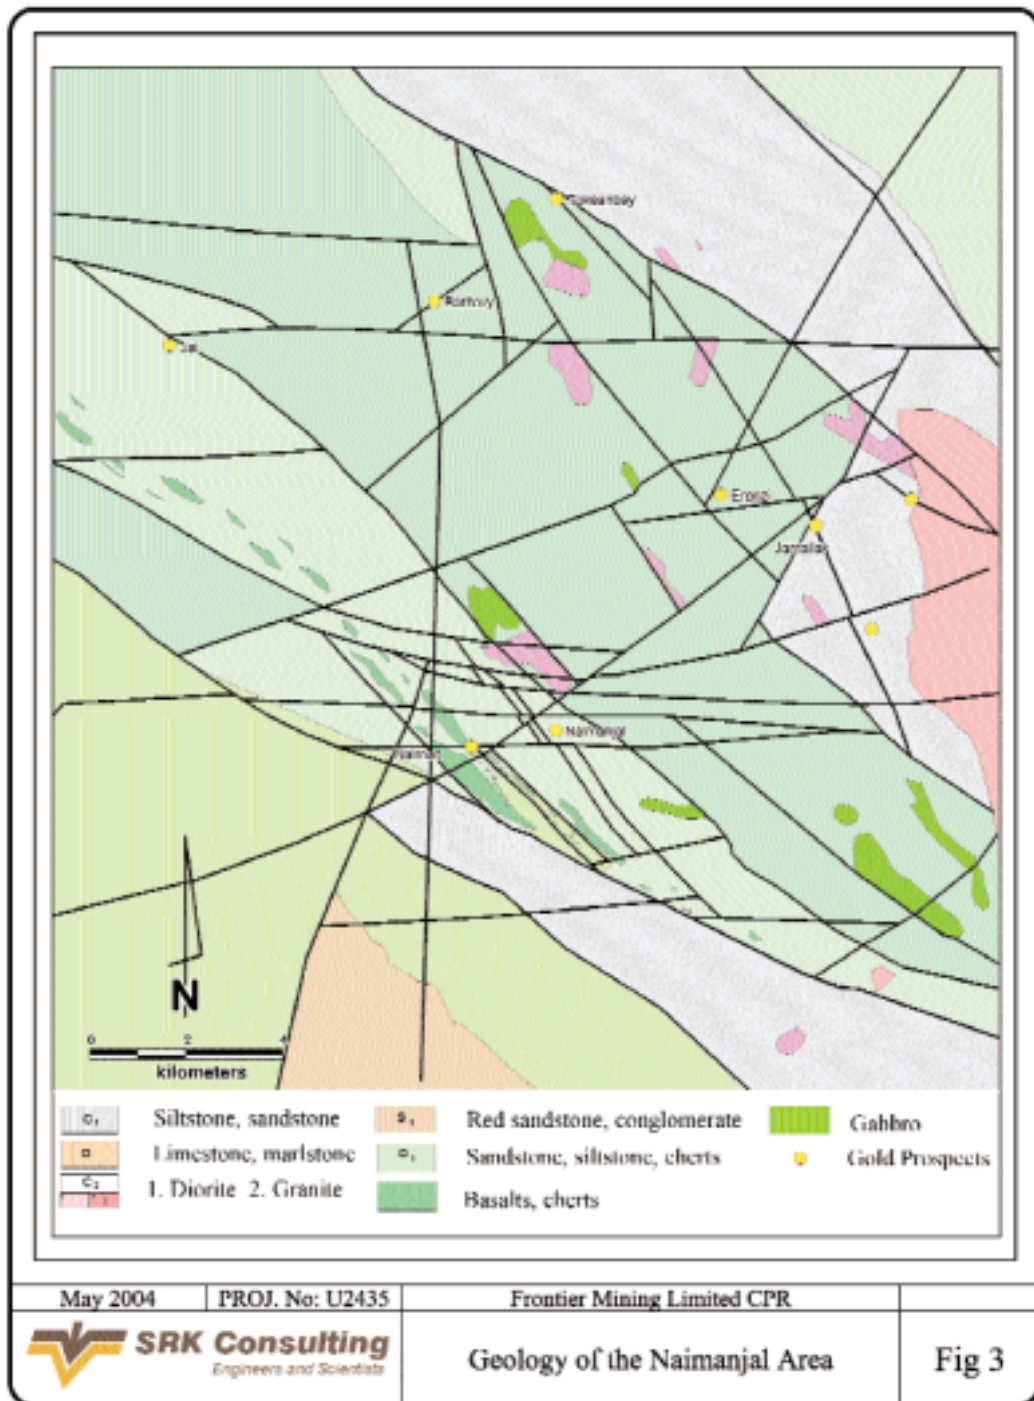 Naimanjal
N
0 2 4
kilometers
Siltstone, sandstone
Red sandstone, conglomerate
Gabbro
Limestone, marlstone
Sandstone, siltstone, cherts
Gold Prospects
1. Diorite 2. Granite
Basalts, cherts
May 2004
PROJ. No: U2435
Frontier Mining Limited CPR
SRK Consulting
Engineers and Scientists
Geology of the Naimanjal Area
Fig 3